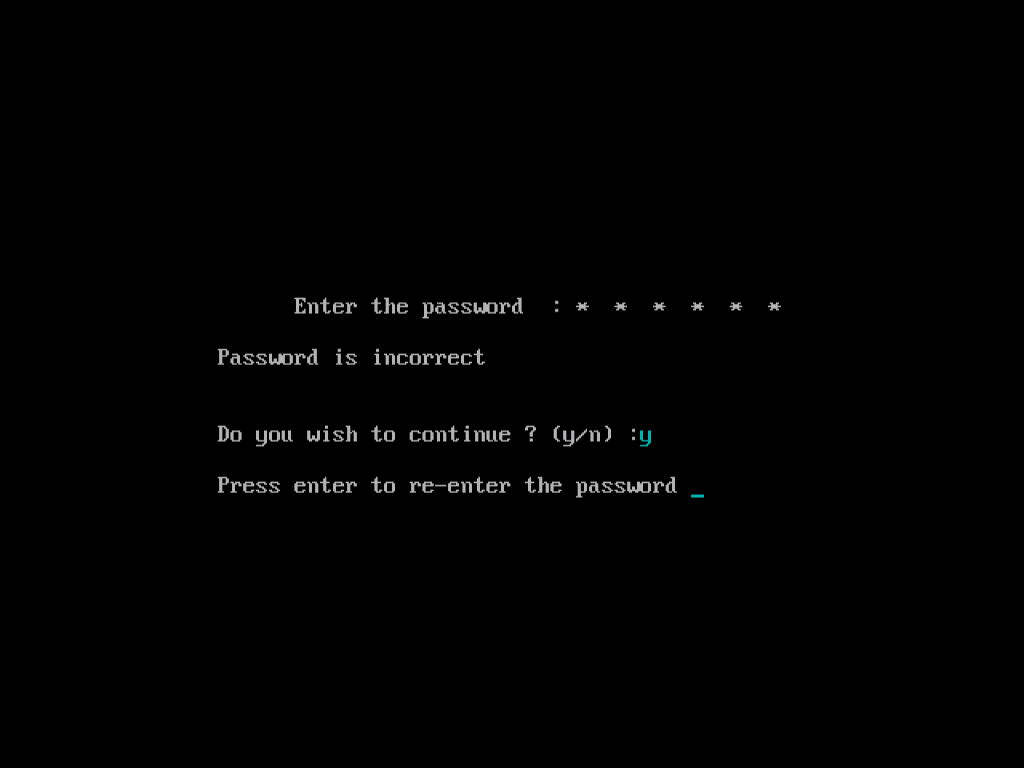 Enter the password  : *  *  *  *  *  *
Password is incorrect
Do you wish to continue ? (y/n) :y
Press enter to re-enter the password _